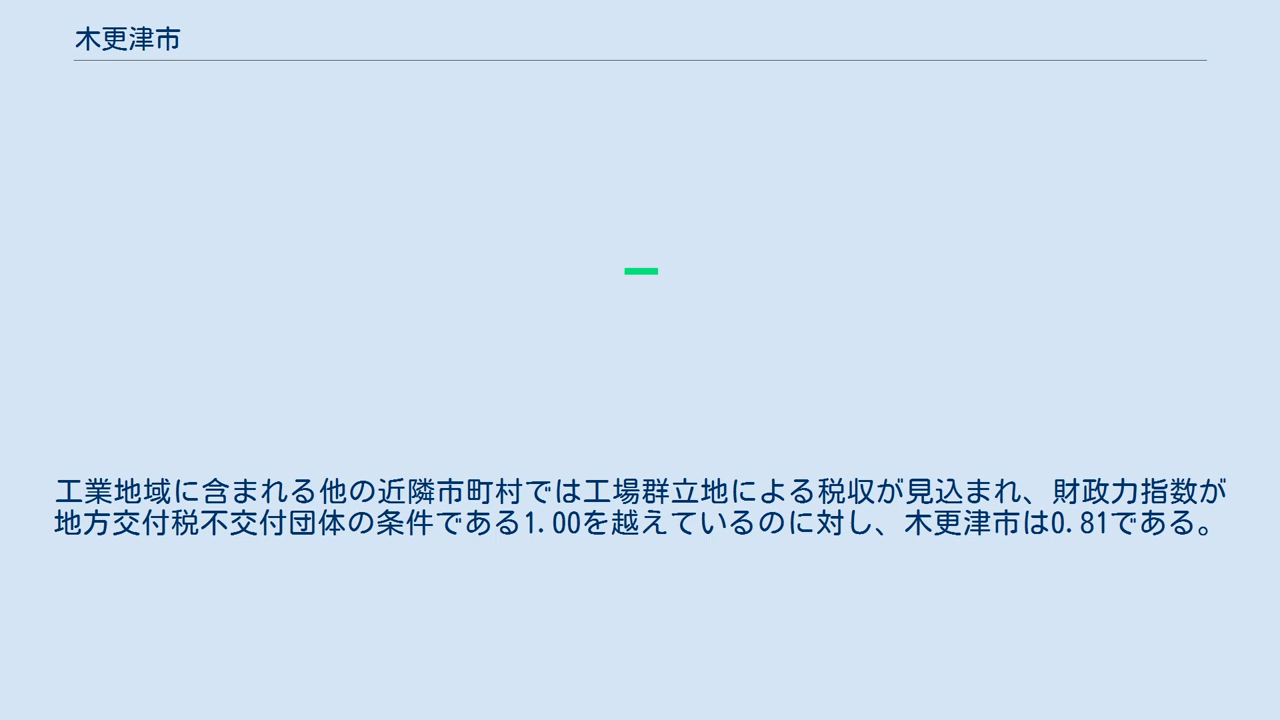 木更津市
工業地域に含まれる他の近隣市町村では工場群立地による税収が見込まれ、財政力指数が
地方交付税不交付団体の条件である1.00を越えているのに対し、木更津市は0.81である。